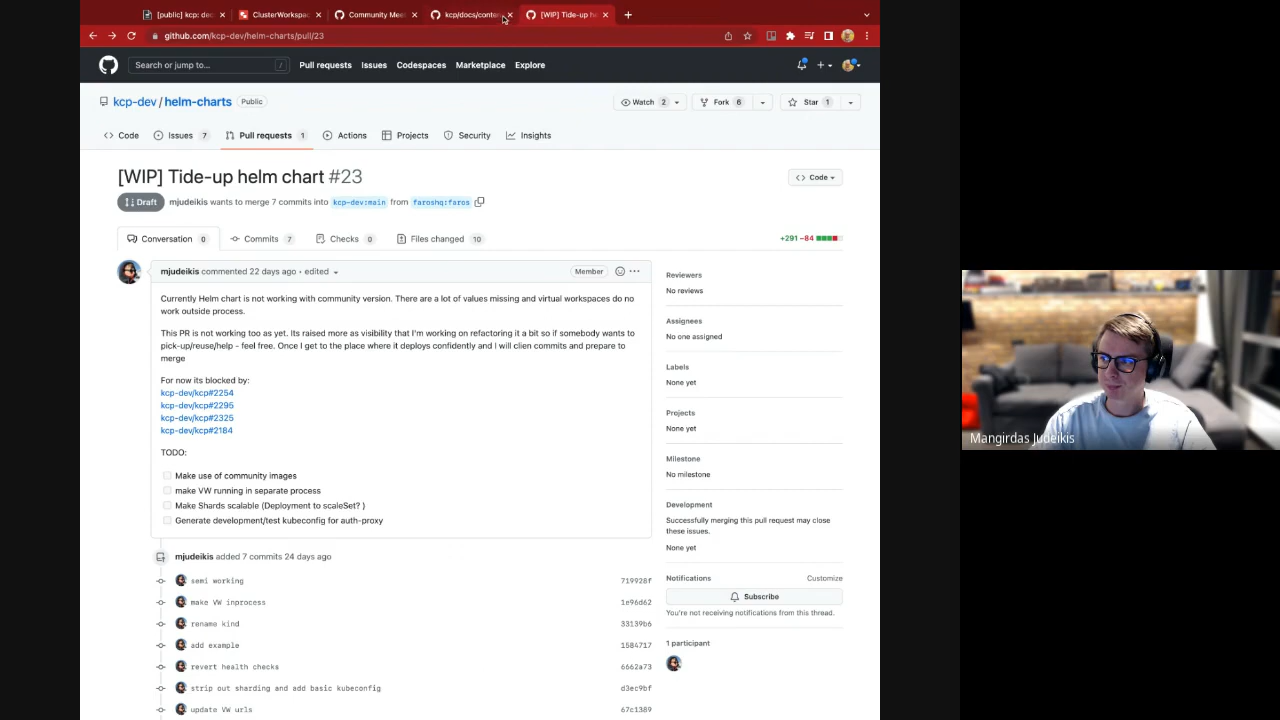 [public] kcp: dec
ClusterWorkspac
Community Mee
kcp/docs/conten
[WIP] Tide-up he
github.com/kcp-dev/helm-charts/pull/23
Search or jump to...
/
Pull requests
Issues
Codespaces
Marketplace
Explore
kcp-dev / helm-charts
Public
Watch 2
Fork 6
Star 1
Code
Issues 7
Pull requests 1
Actions
Projects
Security
Insights
[WIP] Tide-up helm chart #23
Code
Draft
mjudeikis wants to merge 7 commits into kcp-dev:main from faroshq:faros
Conversation 0
Commits 7
Checks 0
Files changed 10
+291 −84
mjudeikis commented 22 days ago • edited
Member
Currently Helm chart is not working with community version. There are a lot of values missing and virtual workspaces do no
work outside process.
This PR is not working too as yet. Its raised more as visibility that I'm working on refactoring it a bit so if somebody wants to
pick-up/reuse/help - feel free. Once I get to the place where it deploys confidently and I will clien commits and prepare to
merge
For now its blocked by:
kcp-dev/kcp#2254
kcp-dev/kcp#2295
kcp-dev/kcp#2325
kcp-dev/kcp#2184
TODO:
Make use of community images
make VW running in separate process
Make Shards scalable (Deployment to scaleSet? )
Generate development/test kubeconfig for auth-proxy
mjudeikis added 7 commits 24 days ago
semi working
719928f
make VW inprocess
1e96d62
rename kind
33139b6
add example
1584717
revert health checks
6662a73
strip out sharding and add basic kubeconfig
d3ec9bf
update VW urls
67c1389
Reviewers
No reviews
Assignees
No one assigned
Labels
None yet
Projects
None yet
Milestone
No milestone
Development
Successfully merging this pull request may close
these issues.
None yet
Notifications
Customize
Subscribe
You're not receiving notifications from this thread.
1 participant
Mangirdas Judeikis